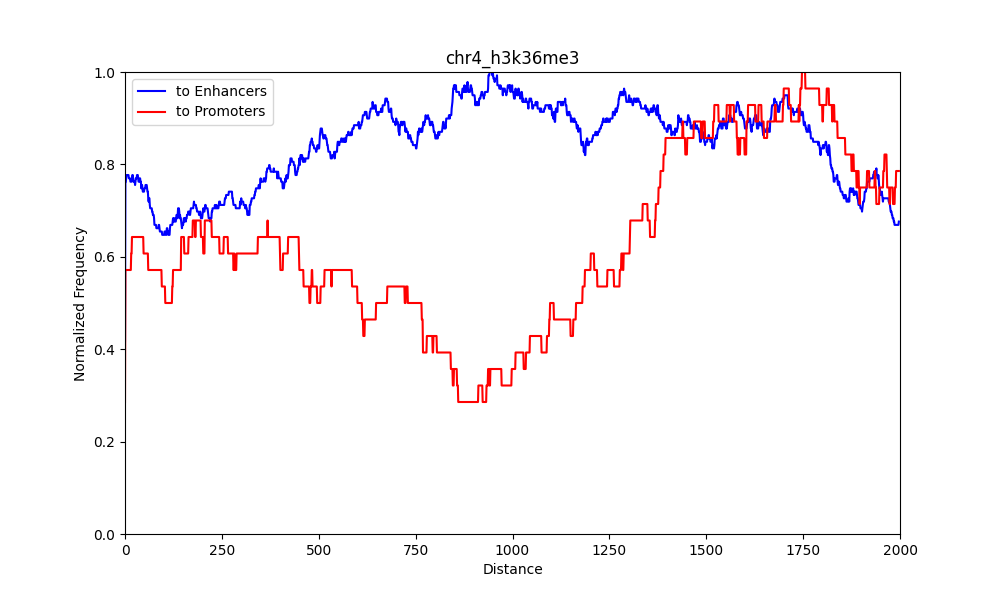 chr4_h3k36me3
to Enhancers
to Promoters
Normalized Frequency
1.0
0.8
0.6
0.4
0.2
0.0
0 250 500 750 1000 1250 1500 1750 2000
Distance